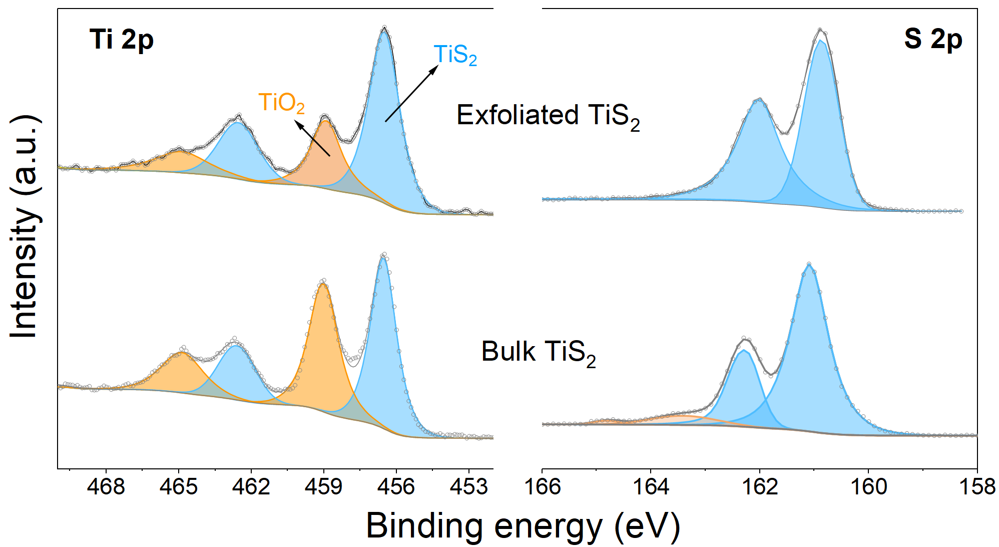 Ti 2p
S 2p
TiS2
TiO2
Exfoliated TiS2
Bulk TiS2
Intensity (a.u.)
468 465 462 459 456 453 166 164 162 160 158
Binding energy (eV)